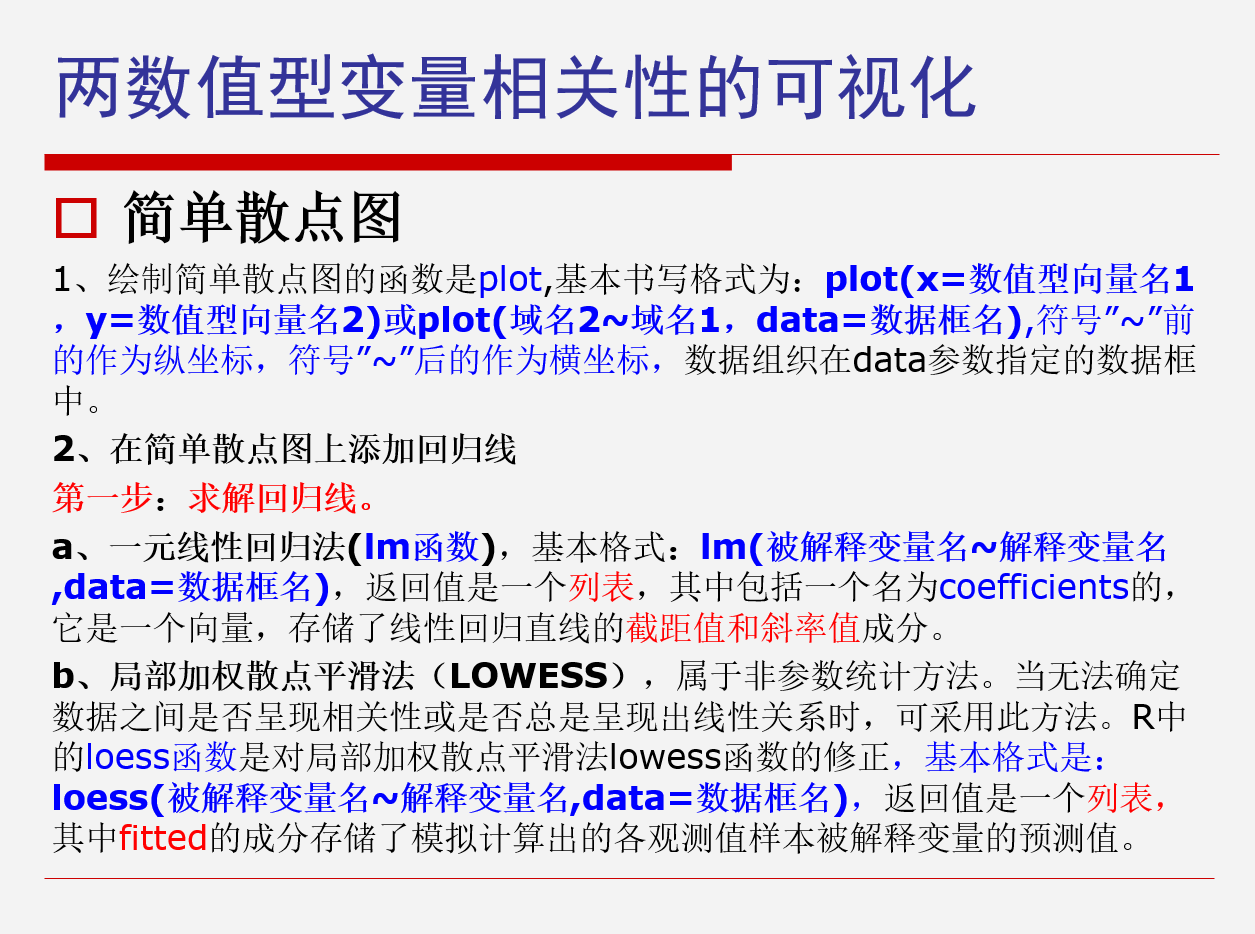 两数值型变量相关性的可视化
简单散点图
1、绘制简单散点图的函数是plot,基本书写格式为：plot(x=数值型向量名1
，y=数值型向量名2)或plot(域名2~域名1，data=数据框名),符号”~”前
的作为纵坐标，符号”~”后的作为横坐标，数据组织在data参数指定的数据框
中。
2、在简单散点图上添加回归线
第一步：求解回归线。
a、一元线性回归法(lm函数)，基本格式：lm(被解释变量名~解释变量名
,data=数据框名)，返回值是一个列表，其中包括一个名为coefficients的，
它是一个向量，存储了线性回归直线的截距值和斜率值成分。
b、局部加权散点平滑法（LOWESS），属于非参数统计方法。当无法确定
数据之间是否呈现相关性或是否总是呈现出线性关系时，可采用此方法。R中
的loess函数是对局部加权散点平滑法lowess函数的修正，基本格式是：
loess(被解释变量名~解释变量名,data=数据框名)，返回值是一个列表，
其中fitted的成分存储了模拟计算出的各观测值样本被解释变量的预测值。